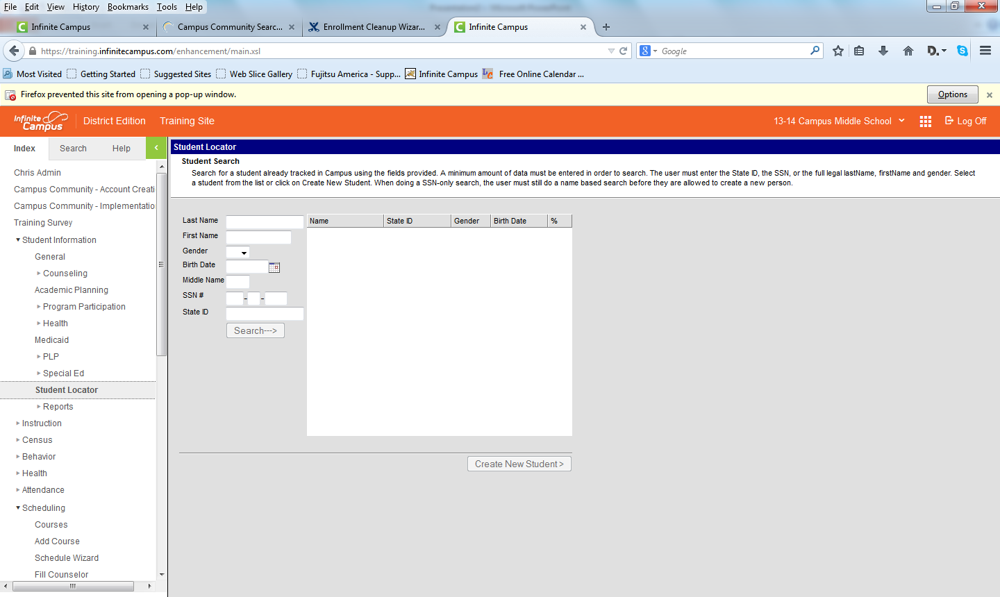 File Edit View History Bookmarks Tools Help
Infinite Campus
Campus Community Searc...
Enrollment Cleanup Wizar...
Infinite Campus
https://training.infinitecampus.com/enhancement/main.xsl
Google
Most Visited Getting Started Suggested Sites Web Slice Gallery Fujitsu America - Supp... Infinite Campus Free Online Calendar ...
Firefox prevented this site from opening a pop-up window.
Options
Infinite Campus
District Edition Training Site
13-14 Campus Middle School
Log Off
Index Search Help
Chris Admin
Campus Community - Account Creati
Campus Community - Implementatio
Training Survey
Student Information
General
Counseling
Academic Planning
Program Participation
Health
Medicaid
PLP
Special Ed
Student Locator
Reports
Instruction
Census
Behavior
Health
Attendance
Scheduling
Courses
Add Course
Schedule Wizard
Fill Counselor
Student Locator
Student Search
Search for a student already tracked in Campus using the fields provided. A minimum amount of data must be entered in order to search. The user must enter the State ID, the SSN, or the full legal lastName, firstName and gender. Select
a student from the list or click on Create New Student. When doing a SSN-only search, the user must still do a name based search before they are allowed to create a new person.
Last Name
First Name
Gender
Birth Date
Middle Name
SSN # - -
State ID
Search--->
Name State ID Gender Birth Date %
Create New Student >